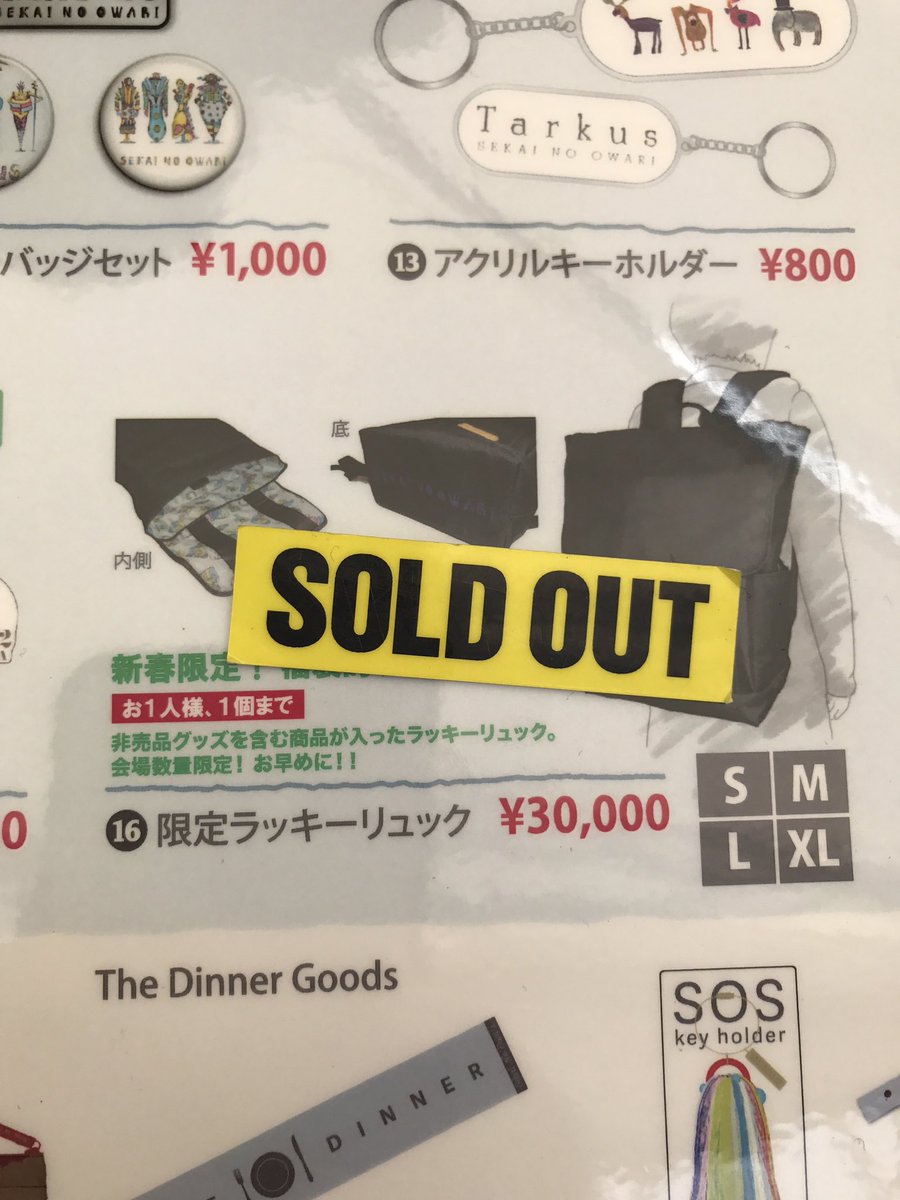 SEKAI NO OWARI
SEKAI NO OWARI
Tarkus
SEKAI NO OWARI
バッジセット ¥1,000
13 アクリルキーホルダー ¥800
底
内側
SOLD OUT
新春限定!
お1人様、1個まで
非売品グッズを含む商品が入ったラッキーリュック。
会場数量限定! お早めに!!
16 限定ラッキーリュック ¥30,000
S M
L XL
0
The Dinner Goods
SOS
key holder
DINNER